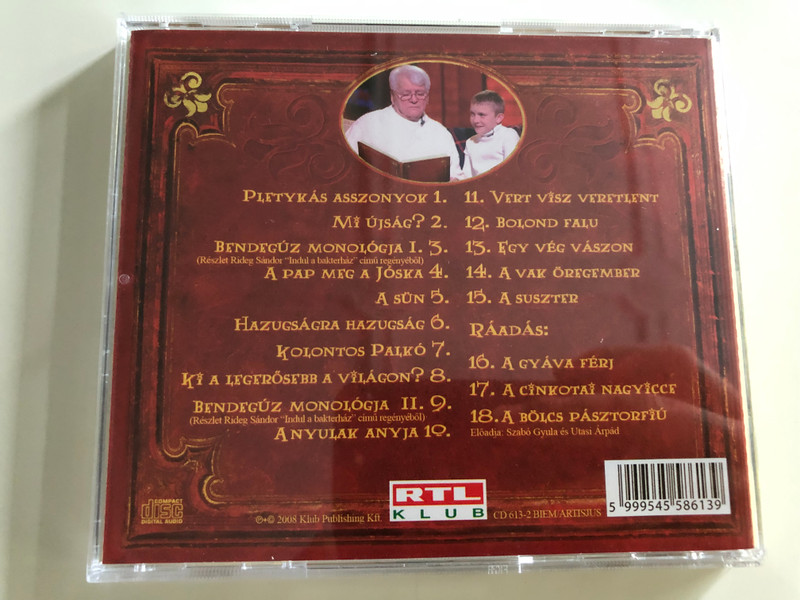 Pletykás asszonyok 1.
Mi újság? 2.
Bendegúz monológja I. 3.
(Részlet Rideg Sándor "Indul a bakterház" című regényéből)
A pap meg a Jóska 4.
A sün 5.
Hazugságra hazugság 6.
Kolontos Palkó 7.
Ki a legerősebb a világon? 8.
Bendegúz monológja II. 9.
(Részlet Rideg Sándor "Indul a bakterház" című regényéből)
A nyulak anyja 10.
11. Vert visz veretlent
12. Bolond falu
13. Egy vég vászon
14. A vak öregember
15. A suszter
Ráadás:
16. A gyáva férj
17. A cinkotai nagyicce
18. A bölcs pásztorfiú
Előadja: Szabó Gyula és Utasi Árpád
COMPACT
disc
DIGITAL AUDIO
℗+© 2008 Klub Publishing Kft.
RTL
KLUB
CD 613-2 BIEM/ARTISJUS
5 999545 586139